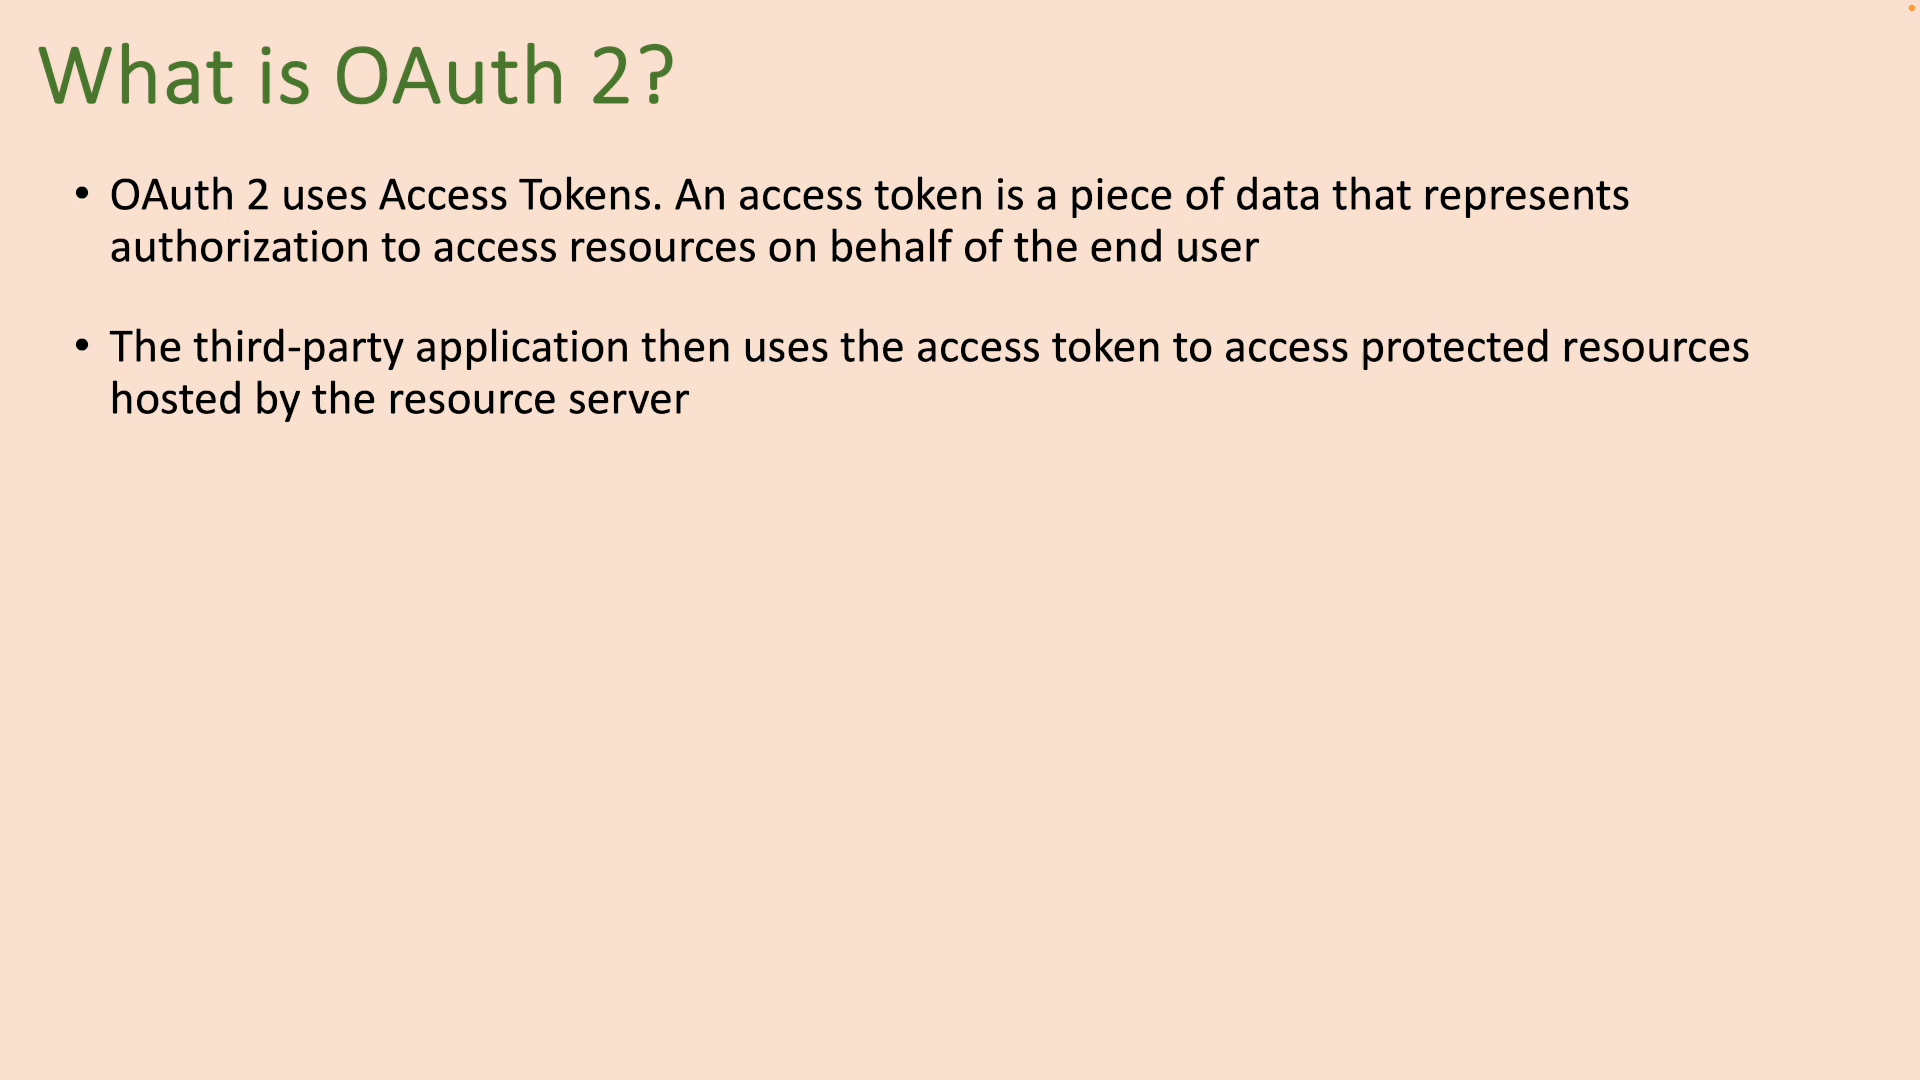 What is OAuth 2?
• OAuth 2 uses Access Tokens. An access token is a piece of data that represents
authorization to access resources on behalf of the end user
• The third-party application then uses the access token to access protected resources
hosted by the resource server